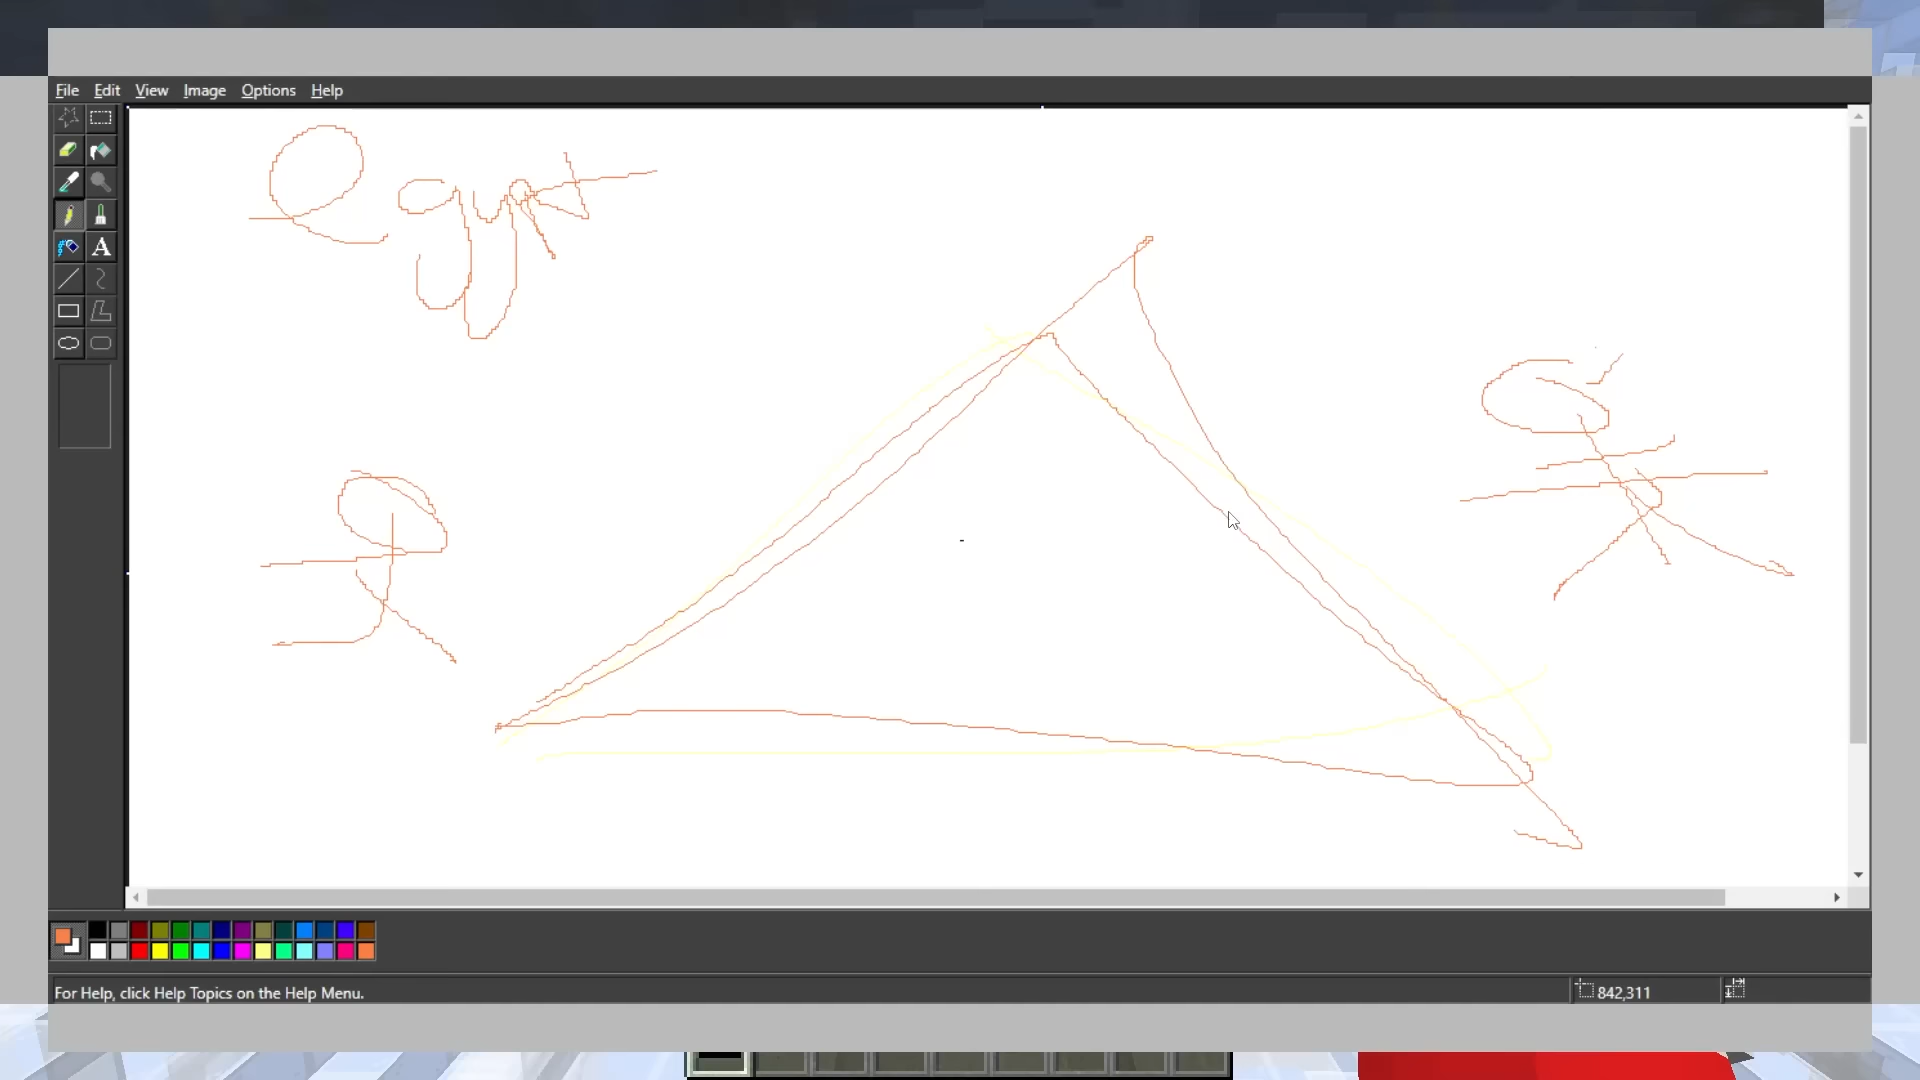 File Edit View Image Options Help
For Help, click Help Topics on the Help Menu.
842,311